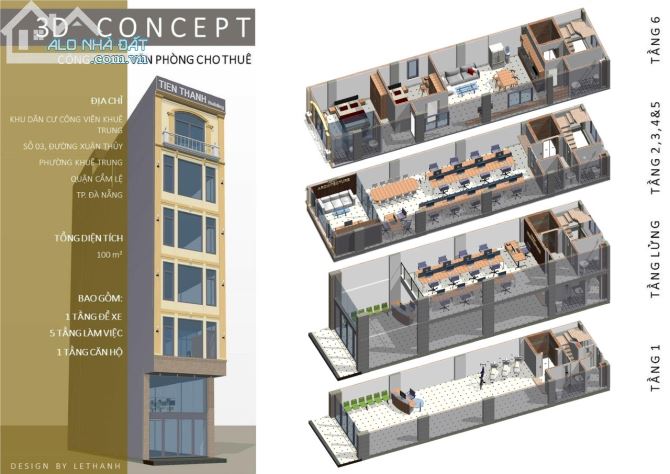 3D CONCEPT
ALO NHÀ ĐẤT
.com.vn
VĂN PHÒNG CHO THUÊ
ĐỊA CHỈ
KHU DÂN CƯ CÔNG VIÊN KHUÊ
TRUNG
SỐ 03, ĐƯỜNG XUÂN THỦY
PHƯỜNG KHUÊ TRUNG
QUẬN CẨM LỆ
TP. ĐÀ NẴNG
TỔNG DIỆN TÍCH
100 m²
BAO GỒM:
1 TẦNG ĐỂ XE
5 TẦNG LÀM VIỆC
1 TẦNG CĂN HỘ
DESIGN BY LETHANH
TIEN THANH Building
TẦNG 6
TẦNG 2,3,4&5
ARCHITECTURE
TẦNG LỬNG
TẦNG 1